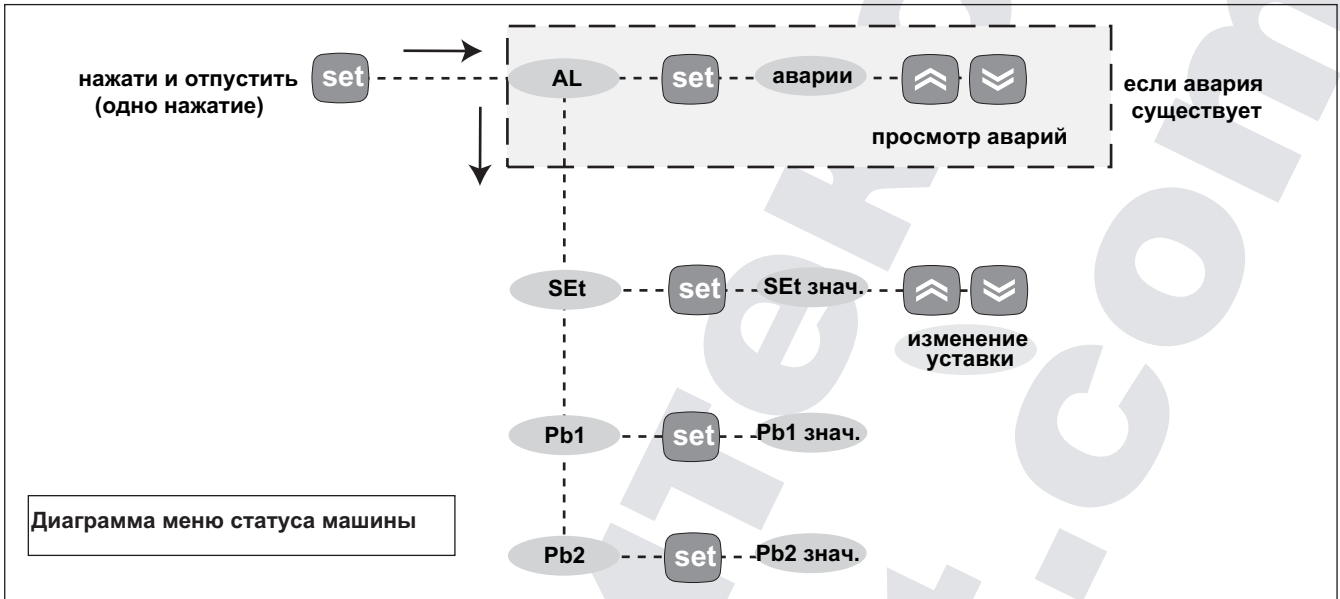 нажати и отпустить
(одно нажатие)
set
AL
set
аварии
просмотр аварий
если авария
существует
SEt
set
SEt знач.
изменение
уставки
Pb1
set
Pb1 знач.
Диаграмма меню статуса машины
Pb2
set
Pb2 знач.